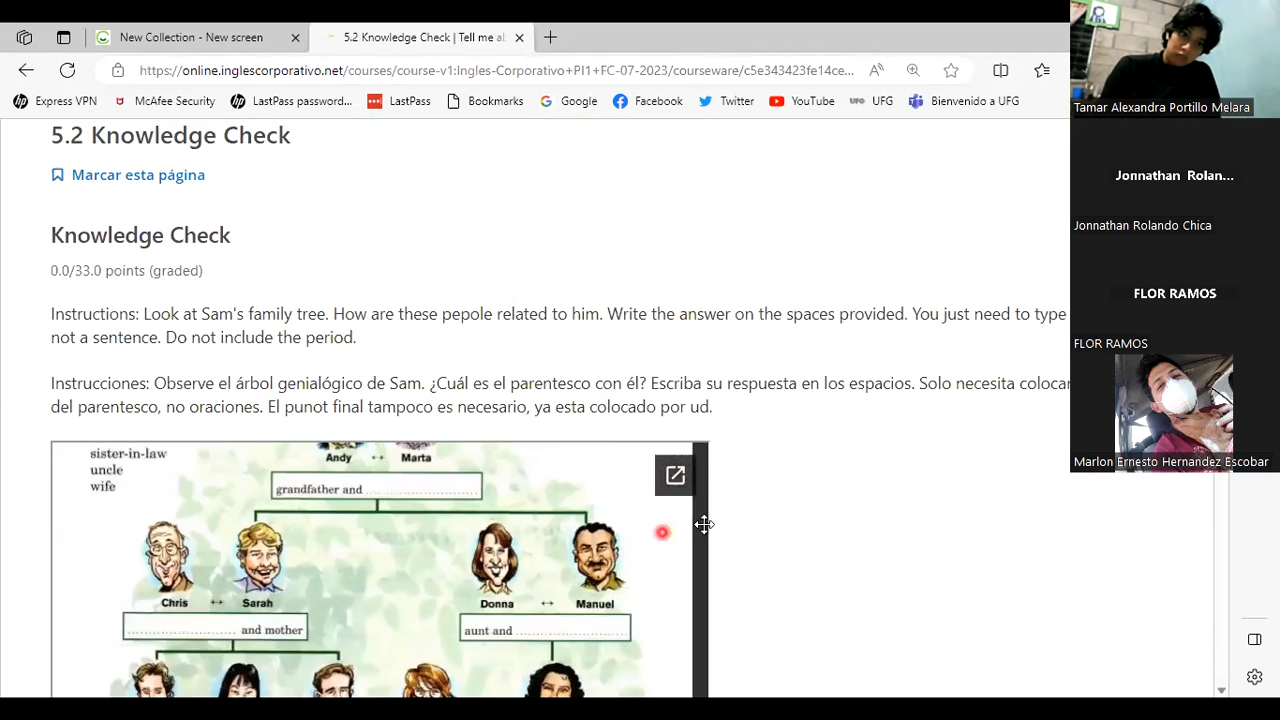 New Collection - New screen
5.2 Knowledge Check | Tell me al
https://online.inglescorporativo.net/courses/course-v1:Ingles-Corporativo+PI1+FC-07-2023/courseware/c5e343423fe14ce...
Express VPN
McAfee Security
LastPass password...
LastPass
Bookmarks
Google
Facebook
Twitter
YouTube
UFG
Bienvenido a UFG
5.2 Knowledge Check
Marcar esta página
Knowledge Check
0.0/33.0 points (graded)
Instructions: Look at Sam's family tree. How are these pepole related to him. Write the answer on the spaces provided. You just need to type
not a sentence. Do not include the period.
Instrucciones: Observe el árbol genialógico de Sam. ¿Cuál es el parentesco con él? Escriba su respuesta en los espacios. Solo necesita coloca
del parentesco, no oraciones. El punot final tampoco es necesario, ya esta colocado por ud.
sister-in-law
uncle
wife
Andy ↔ Marta
grandfather and ..............................
Chris ↔ Sarah
Donna ↔ Manuel
.............................. and mother
aunt and ..............................
Tamar Alexandra Portillo Melara
Jonnathan Rolan...
Jonnathan Rolando Chica
FLOR RAMOS
FLOR RAMOS
Marlon Ernesto Hernandez Escobar